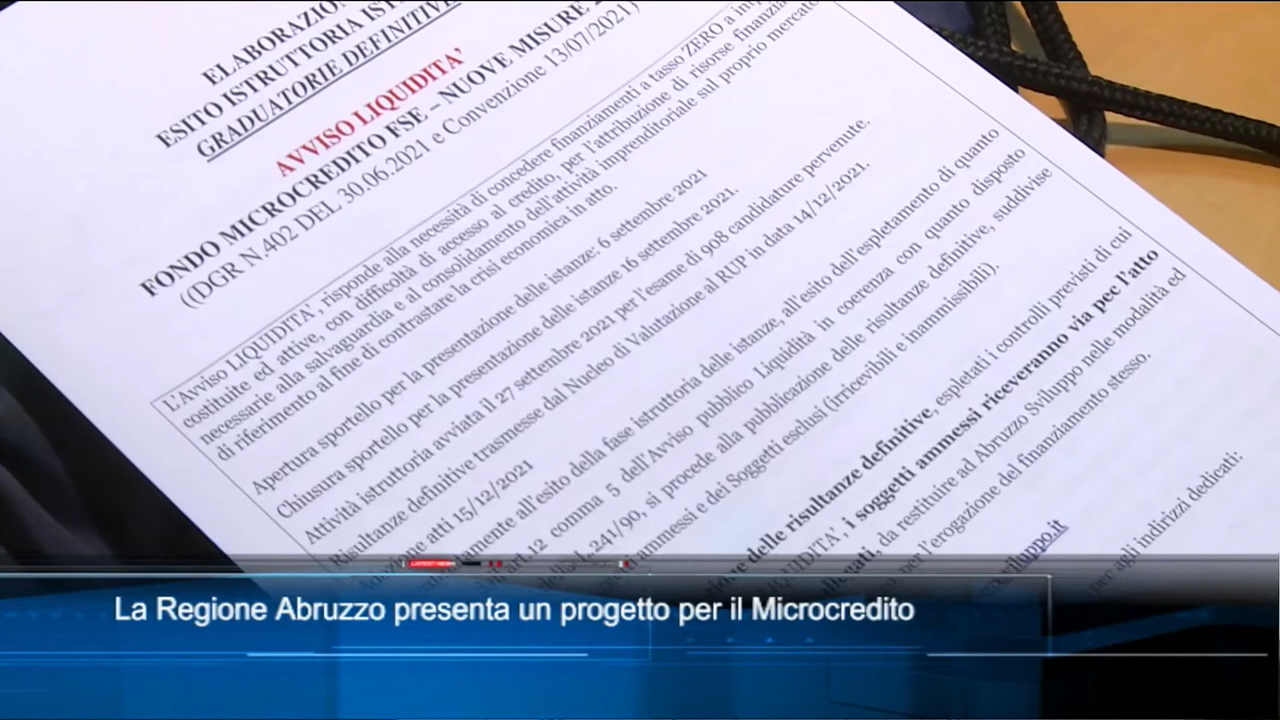 ELABORAZIO
ESITO ISTRUTTORIA IST
GRADUATORIE DEFINITIVE
AVVISO LIQUIDITA'
FONDO MICROCREDITO FSE – NUOVE MISURE
((DGR N.402 DEL 30.06.2021 e Convenzione 13/07/2021)
L'Avviso LIQUIDITA', risponde alla necessità di concedere finanziamenti a tasso ZERO a imp
costituite ed attive, con difficoltà di accesso al credito, per l'attribuzione di risorse finanzia
necessarie alla salvaguardia e al consolidamento dell'attività imprenditoriale sul proprio mercato
di riferimento al fine di contrastare la crisi economica in atto.
Apertura sportello per la presentazione delle istanze: 6 settembre 2021
Chiusura sportello per la presentazione delle istanze 16 settembre 2021.
Attività istruttoria avviata il 27 settembre 2021 per l'esame di 908 candidature pervenute.
Risultanze definitive trasmesse dal Nucleo di Valutazione al RUP in data 14/12/2021.
atti 15/12/2021
amente all'esito della fase istruttoria delle istanze, all'esito dell'espletamento di quanto
art.12 comma 5 dell'Avviso pubblico Liquidità in coerenza con quanto disposto
L.241/90, si procede alla pubblicazione delle risultanze definitive, suddivise
ammessi e dei Soggetti esclusi (irricevibili e inammissibili).
delle risultanze definitive, espletati i controlli previsti di cui
QUIDITA', i soggetti ammessi riceveranno via pec l'atto
da restituire ad Abruzzo Sviluppo nelle modalità ed
per l'erogazione del finanziamento stesso.
luppo.it
per agli indirizzi dedicati:
LATEST NEWS
La Regione Abruzzo presenta un progetto per il Microcredito